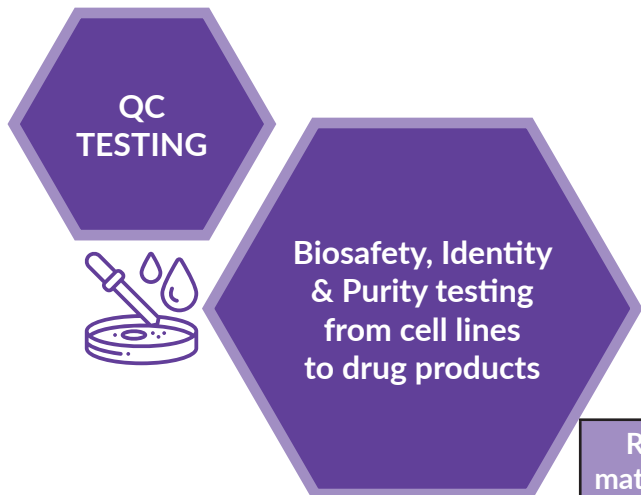 QC
TESTING
Biosafety, Identity
& Purity testing
from cell lines
to drug products